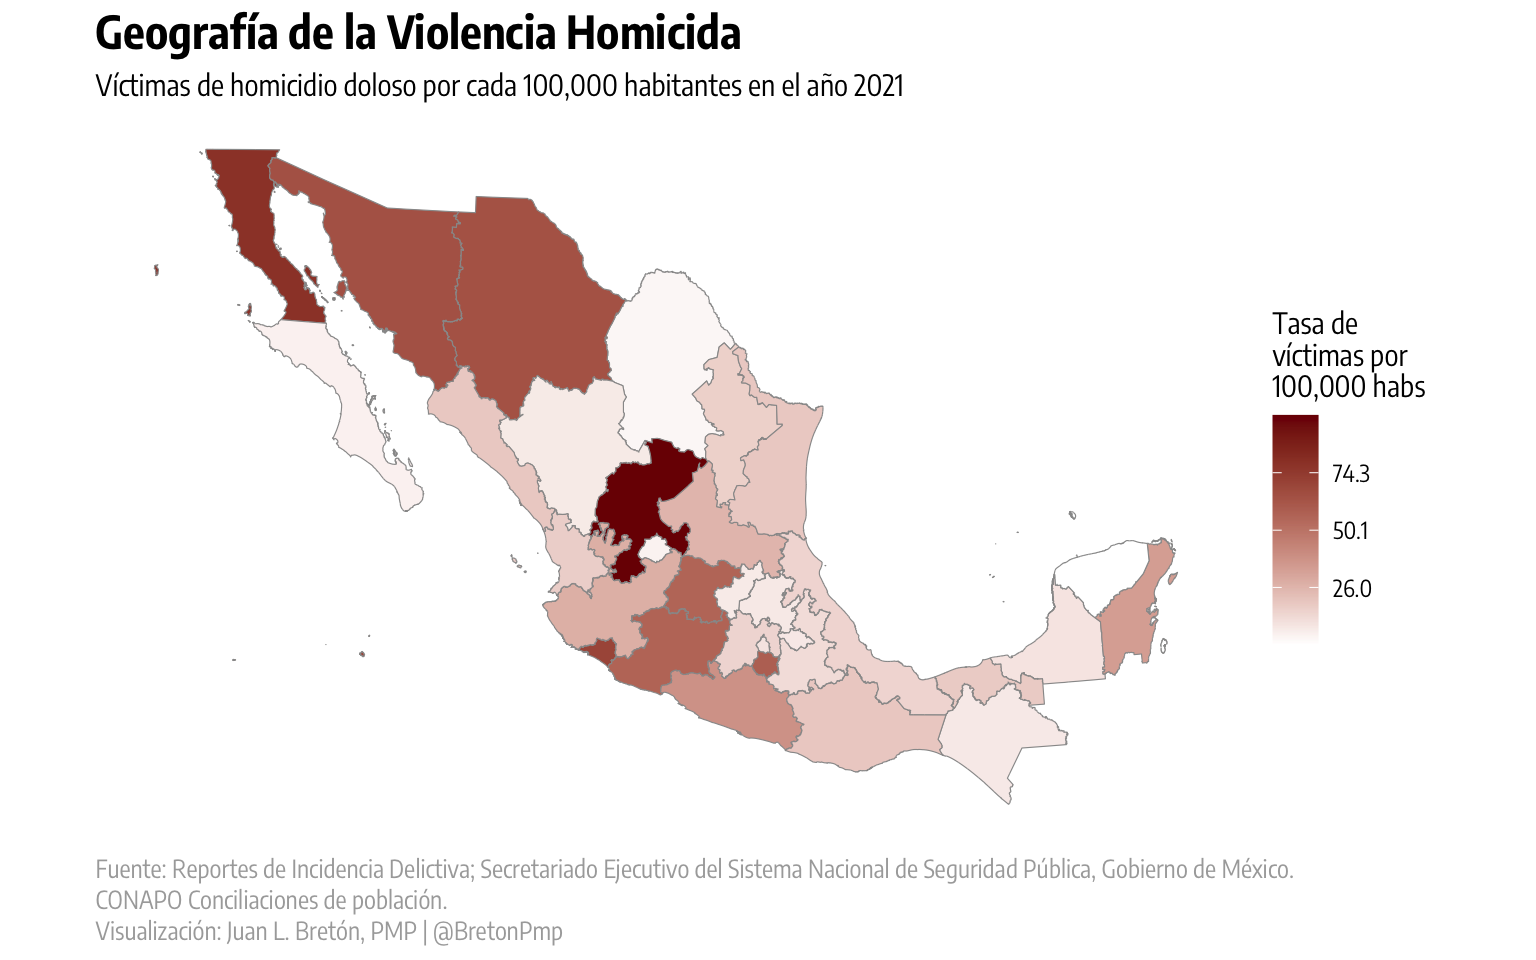 Geografía de la Violencia Homicida
Víctimas de homicidio doloso por cada 100,000 habitantes en el año 2021
Tasa de
víctimas por
100,000 habs
74.3
50.1
26.0
Fuente: Reportes de Incidencia Delictiva; Secretariado Ejecutivo del Sistema Nacional de Seguridad Pública, Gobierno de México.
CONAPO Conciliaciones de población.
Visualización: Juan L. Bretón, PMP | @BretonPmp